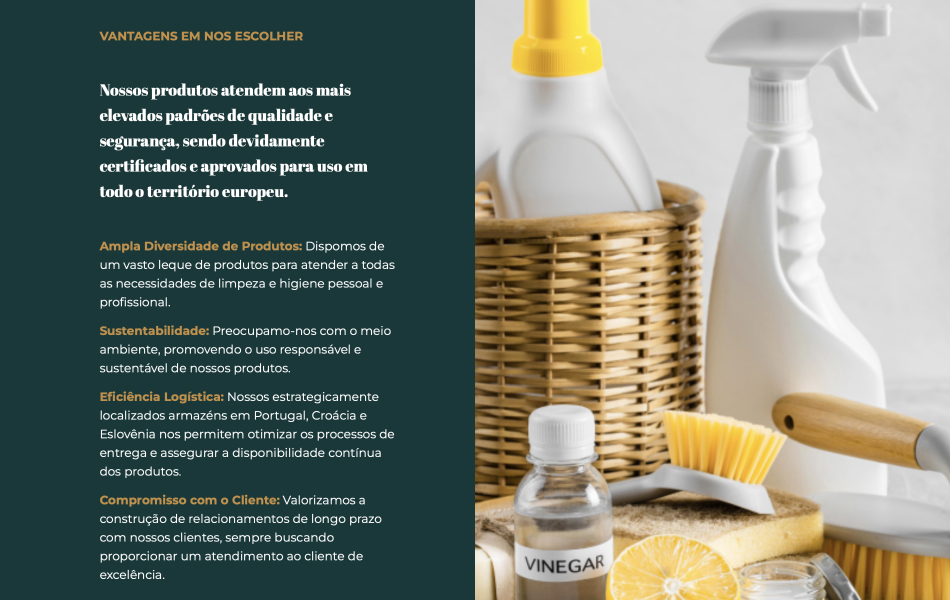 VANTAGENS EM NOS ESCOLHER
Nossos produtos atendem aos mais
elevados padrões de qualidade e
segurança, sendo devidamente
certificados e aprovados para uso em
todo o território europeu.
Ampla Diversidade de Produtos: Dispomos de
um vasto leque de produtos para atender a todas
as necessidades de limpeza e higiene pessoal e
profissional.
Sustentabilidade: Preocupamo-nos com o meio
ambiente, promovendo o uso responsável e
sustentável de nossos produtos.
Eficiência Logística: Nossos estrategicamente
localizados armazéns em Portugal, Croácia e
Eslovênia nos permitem otimizar os processos de
entrega e assegurar a disponibilidade contínua
dos produtos.
Compromisso com o Cliente: Valorizamos a
construção de relacionamentos de longo prazo
com nossos clientes, sempre buscando
proporcionar um atendimento ao cliente de
excelência.
VINEGAR